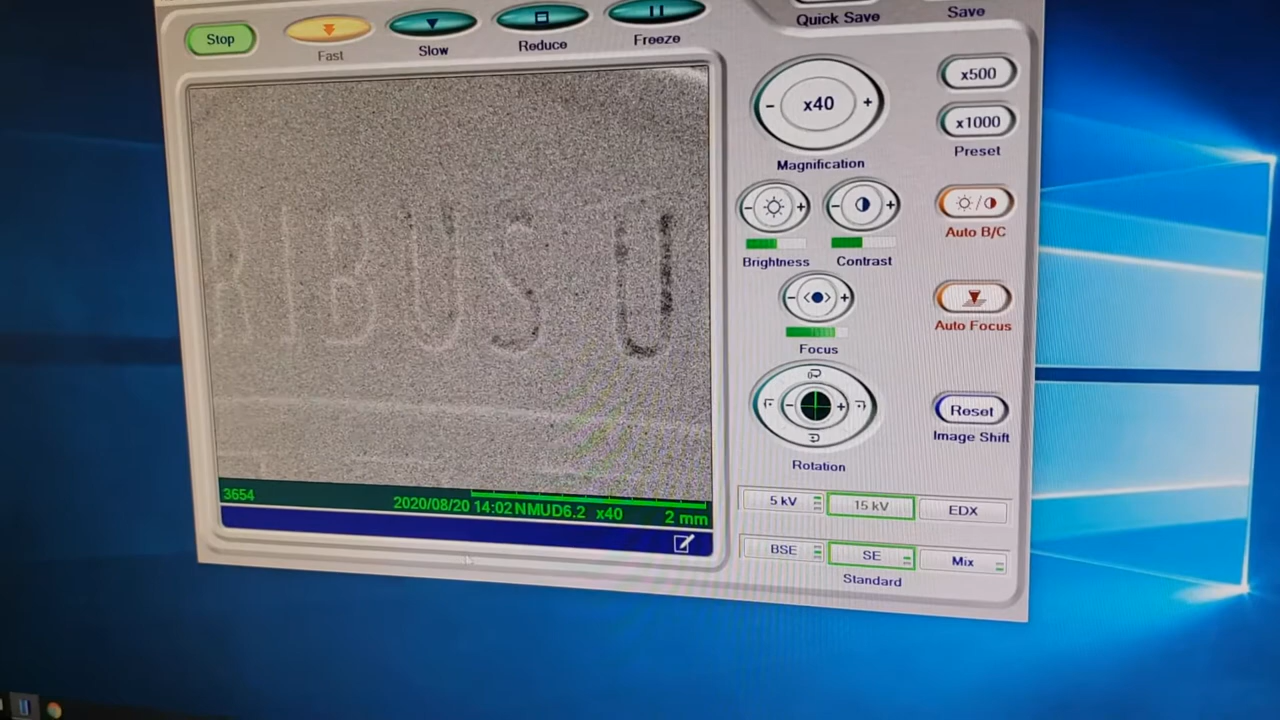 Stop
Fast
Slow
Reduce
Freeze
Quick Save
Save
x40
Magnification
x500
x1000
Preset
Brightness
Contrast
Auto B/C
Focus
Auto Focus
Rotation
Reset
Image Shift
RIBUS U
3654
2020/08/20 14:02 NMUD6.2 x40 2 mm
5 kV 15 kV EDX
BSE SE Mix
Standard